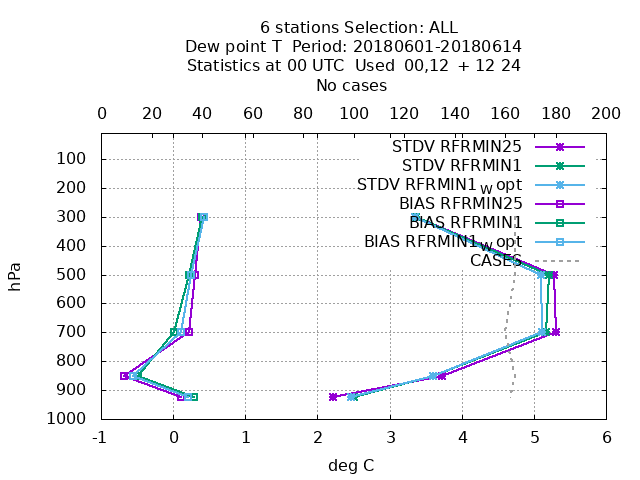 6 stations Selection: ALL
Dew point T  Period: 20180601-20180614
Statistics at 00 UTC  Used  00,12  + 12 24
No cases
0 20 40 60 80 100 120 140 160 180 200
STDV RFRMIN25
STDV RFRMIN1
STDV RFRMIN1w opt
BIAS RFRMIN25
BIAS RFRMIN1
BIAS RFRMIN1w opt
CASES
100
200
300
400
500
600
700
800
900
1000
hPa
-1 0 1 2 3 4 5 6
deg C